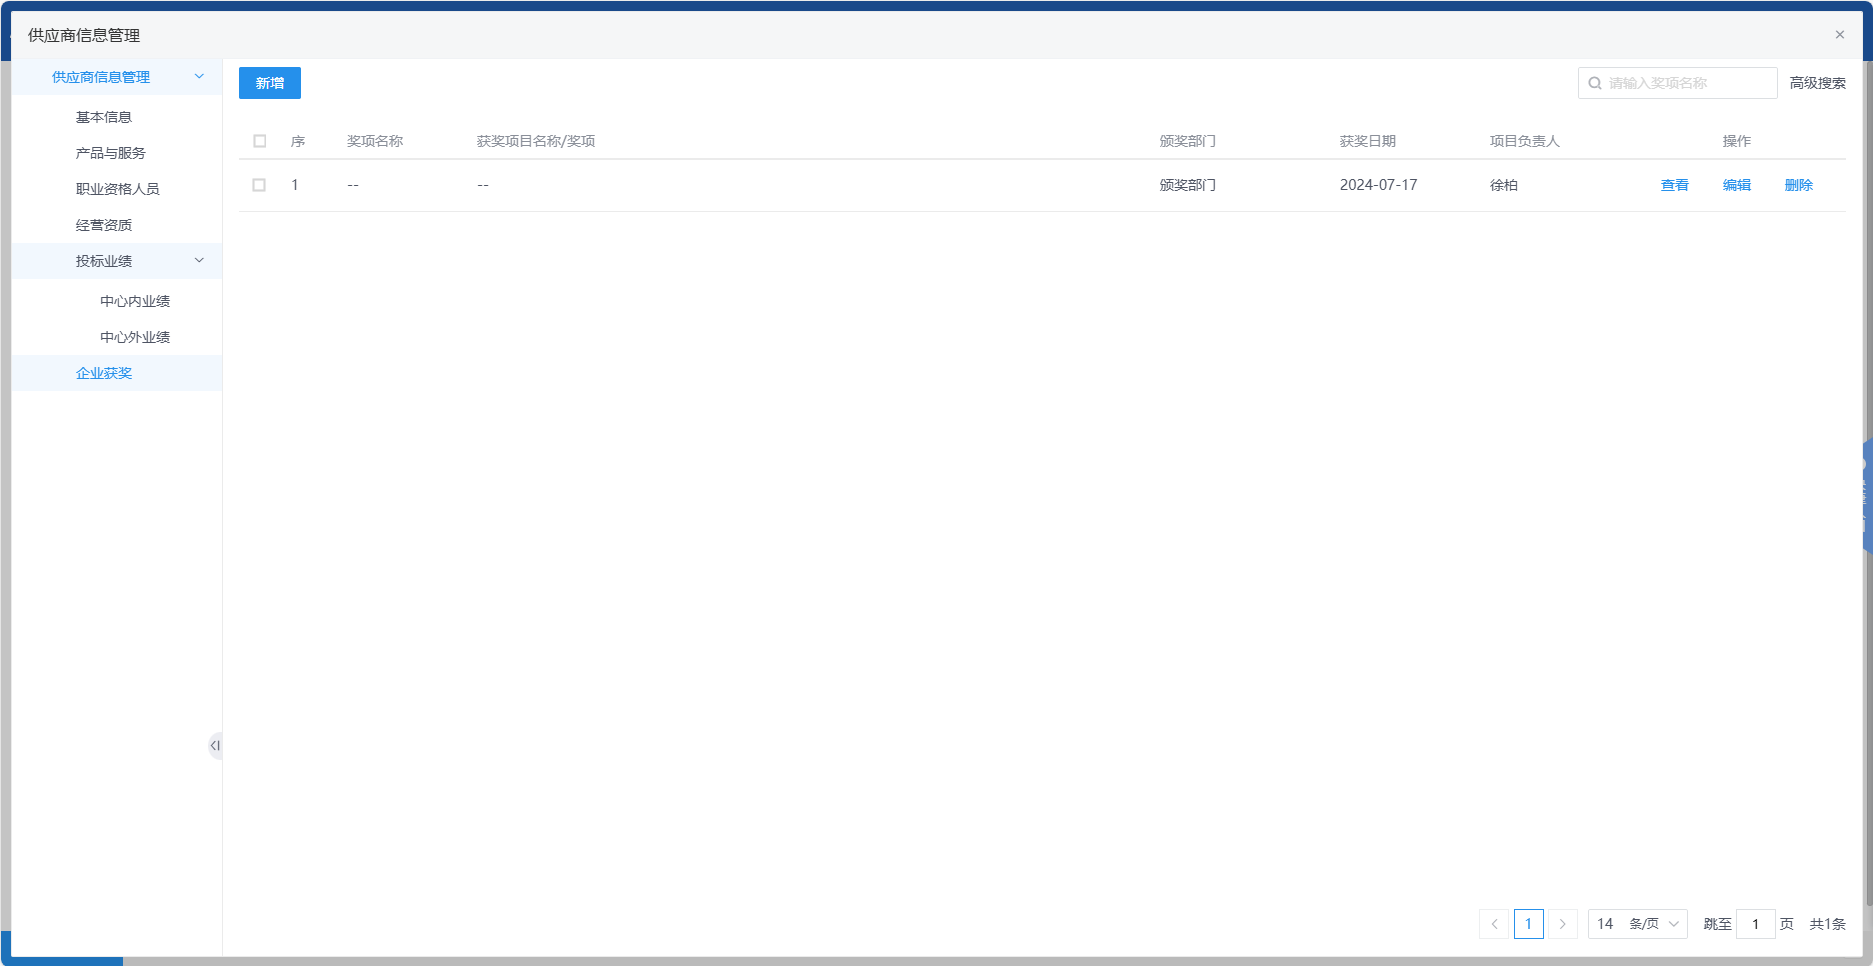 供应商信息管理
供应商信息管理
基本信息
产品与服务
职业资格人员
经营资质
投标业绩
中心内业绩
中心外业绩
企业获奖
新增
请输入奖项名称 高级搜索
序 奖项名称 获奖项目名称/奖项 颁奖部门 获奖日期 项目负责人 操作
1 -- -- 颁奖部门 2024-07-17 徐柏 查看 编辑 删除
1 14 条/页 跳至 1 页 共1条